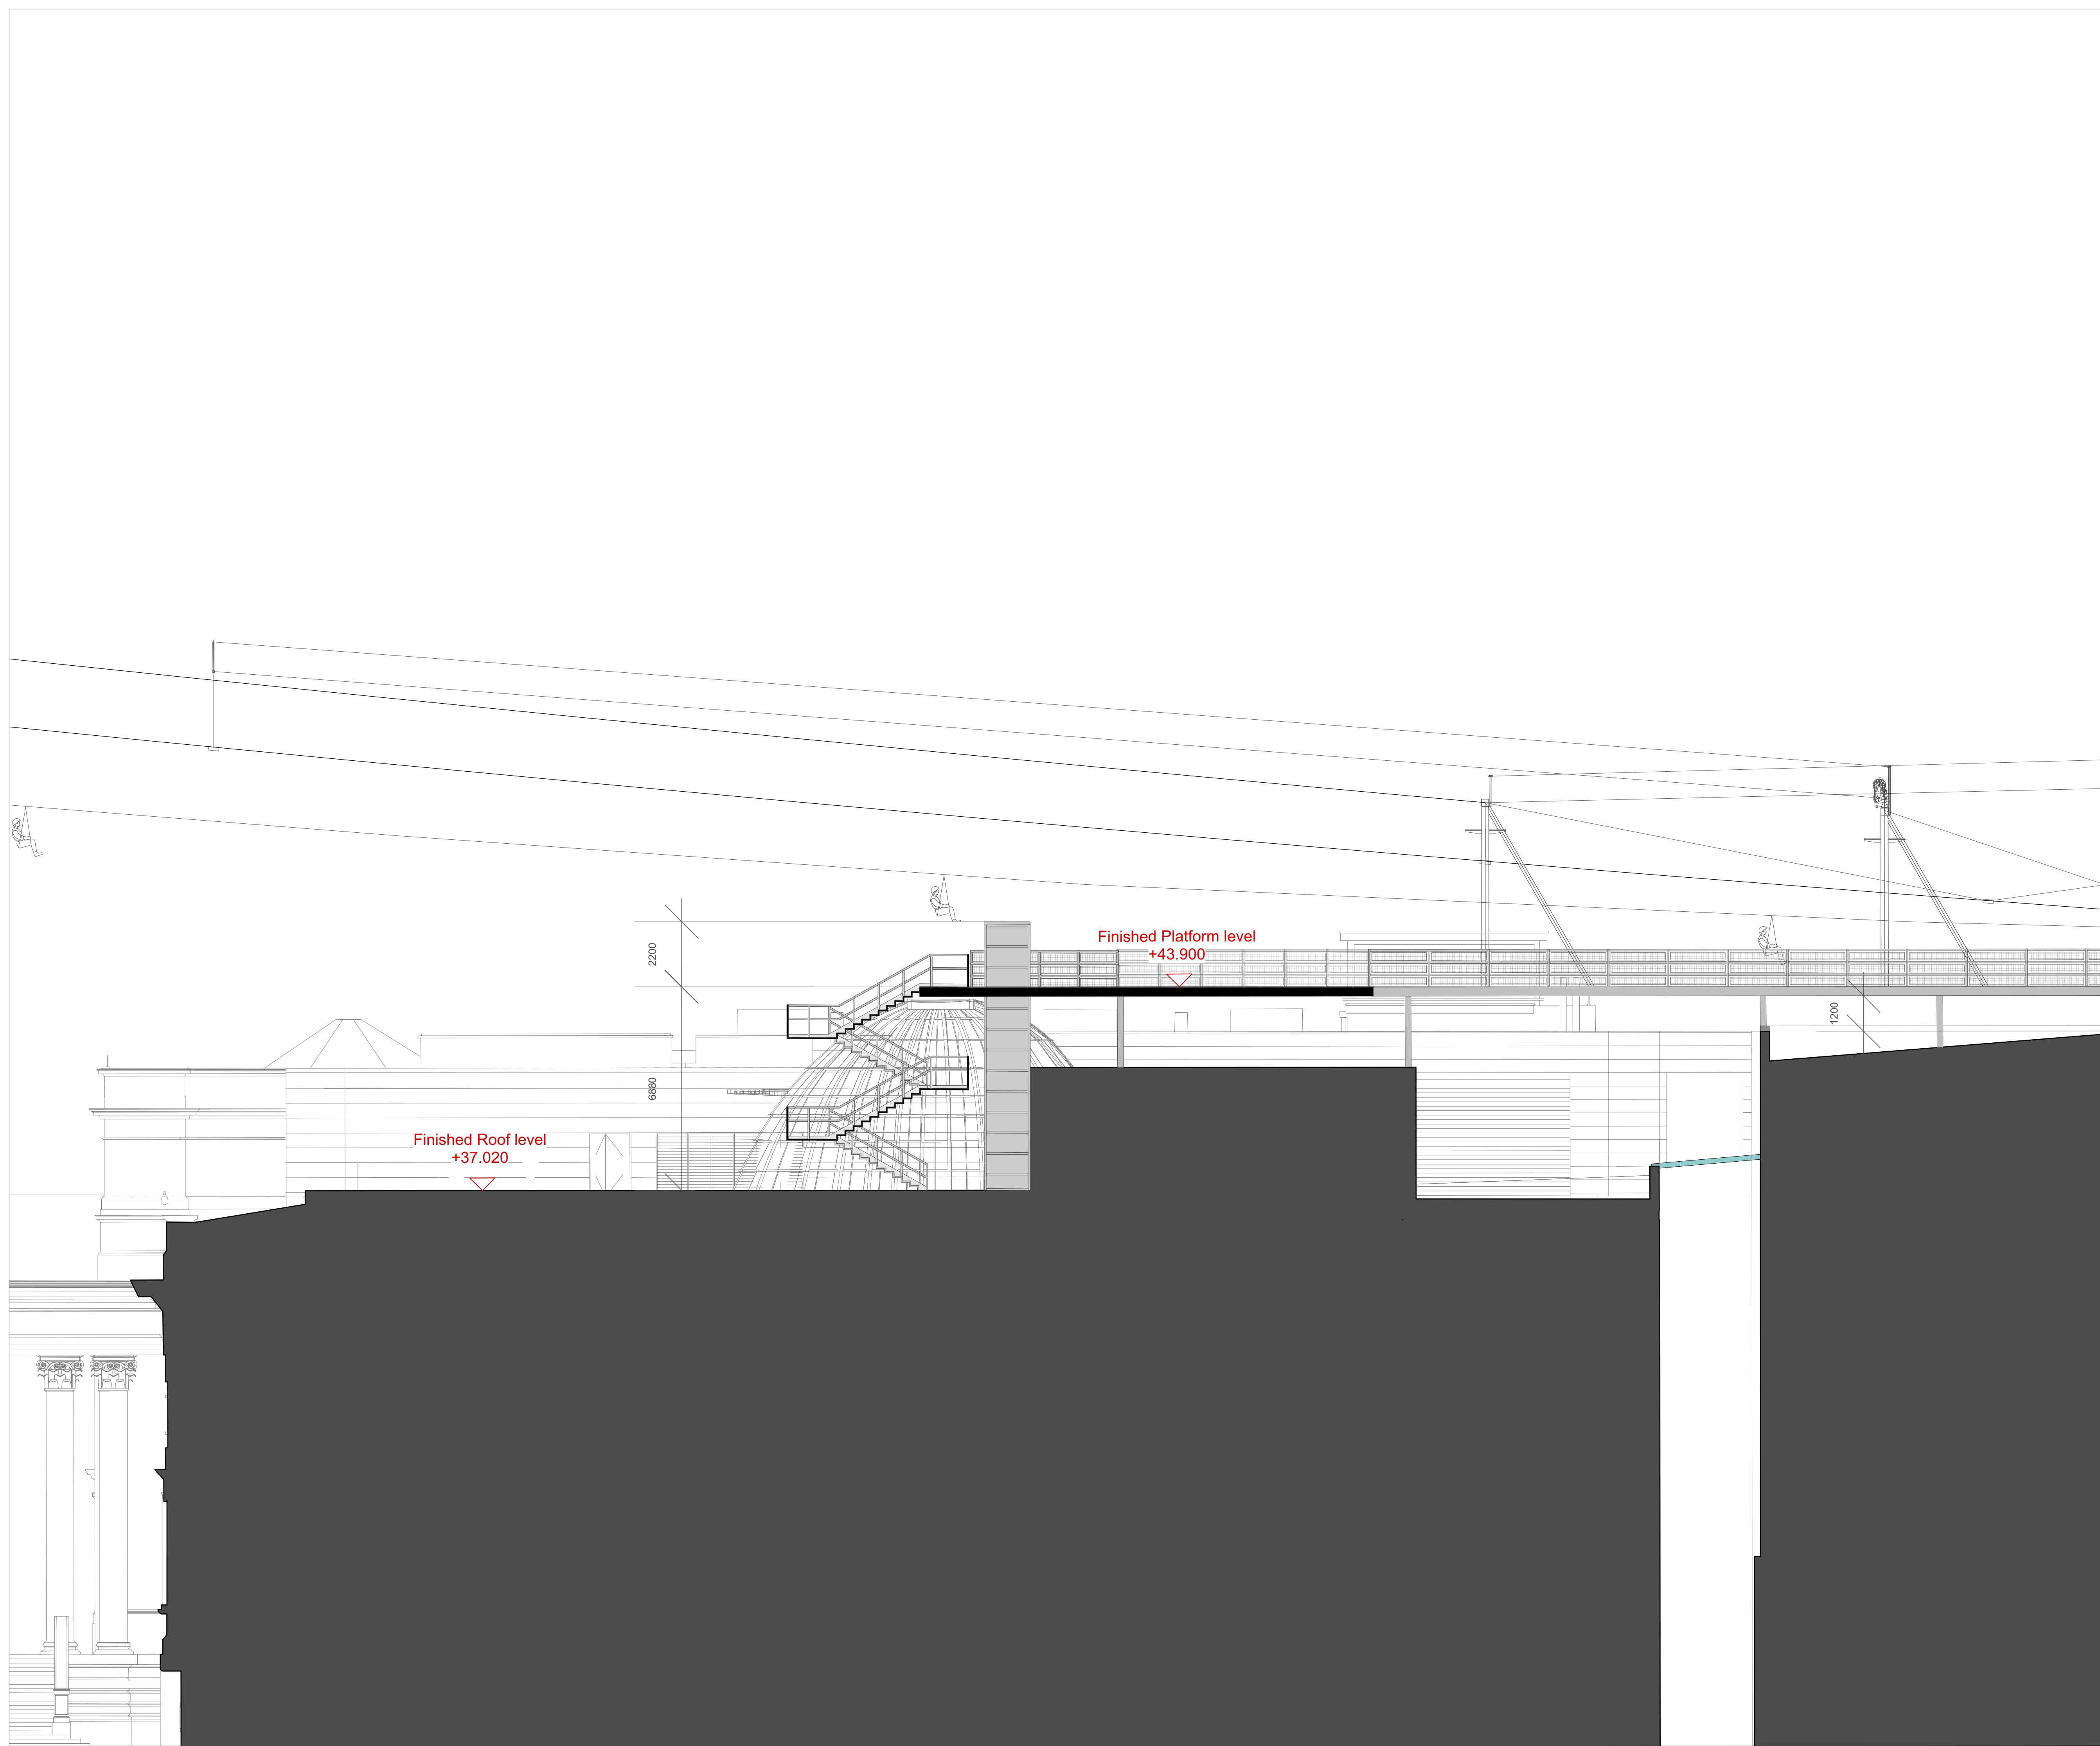 Finished Platform level
+43.900
2200
1200
6880
Finished Roof level
+37.020